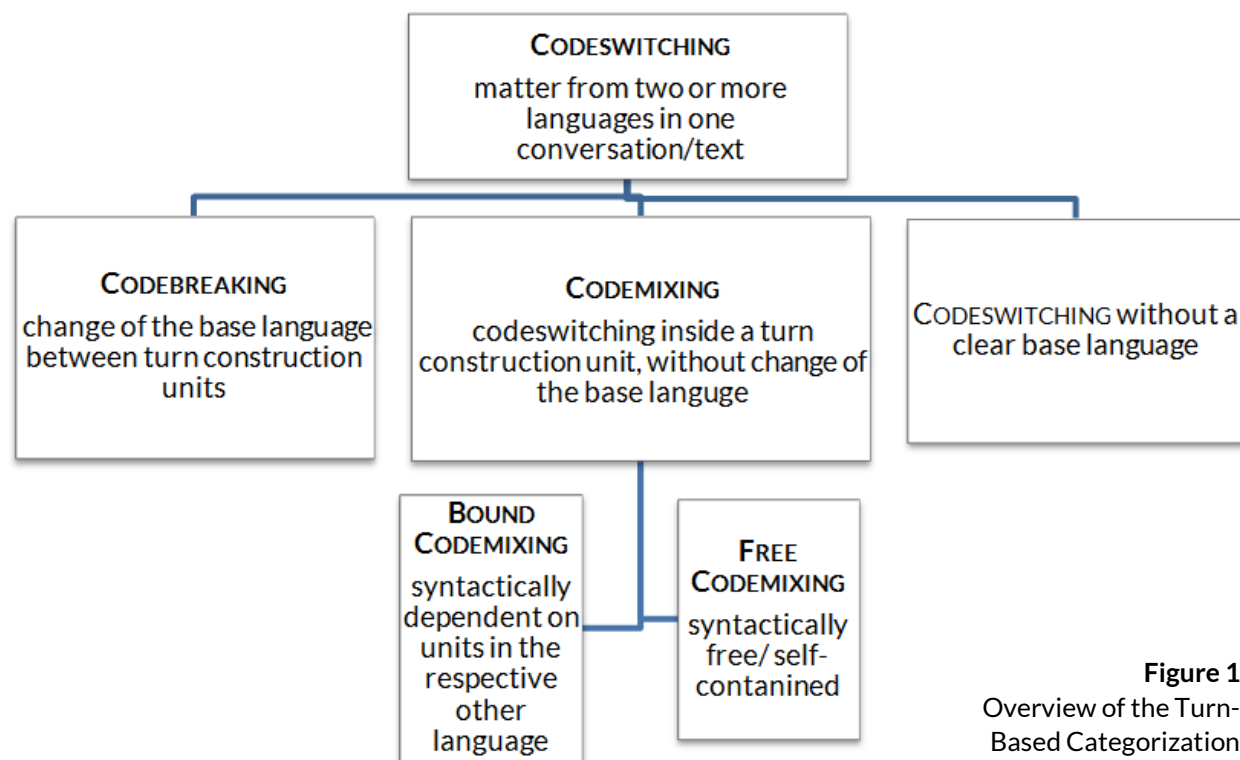 CODESWITCHING
matter from two or more
languages in one
conversation/text
CODEBREAKING
change of the base language
between turn construction
units
CODEMIXING
codeswitching inside a turn
construction unit, without change of
the base languge
CODESWITCHING without a
clear base language
BOUND
CODEMIXING
syntactically
dependent on
units in the
respective
other
language
FREE
CODEMIXING
syntactically
free/ self-
contanined
Figure 1
Overview of the Turn-
Based Categorization